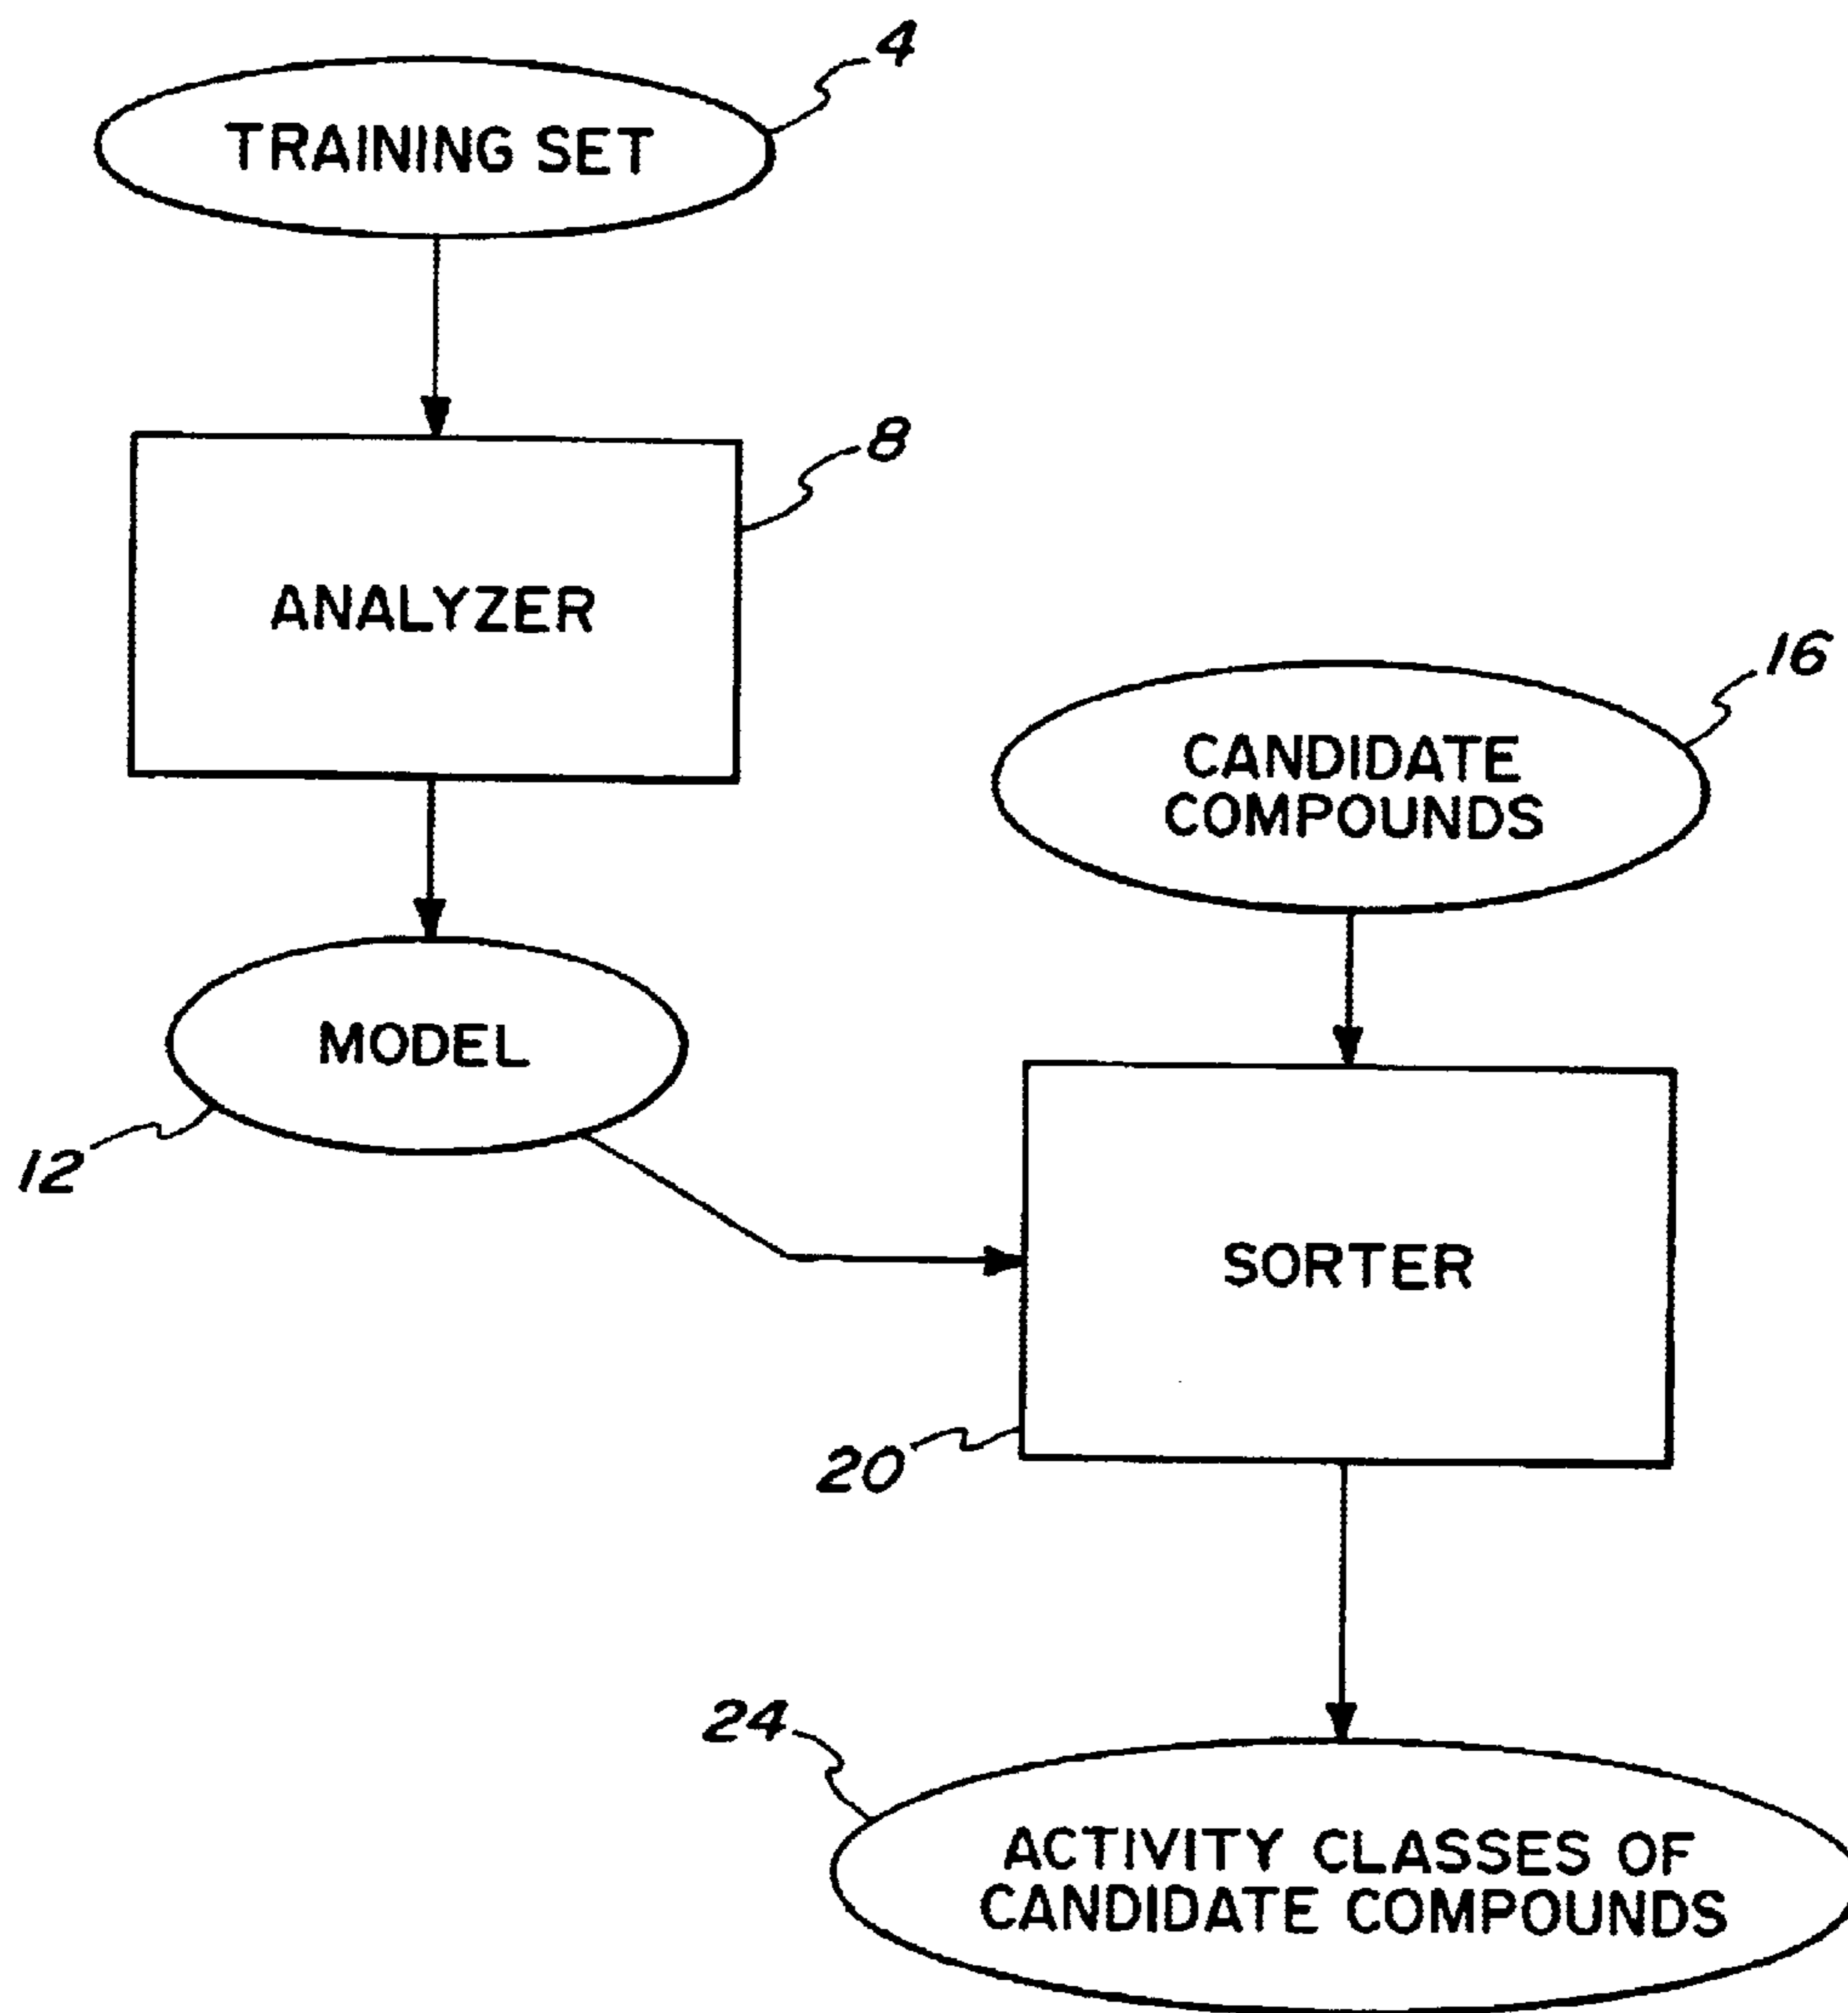 4
TRAINING SET
8
ANALYZER
16
CANDIDATE
COMPOUNDS
MODEL
12
SORTER
20
24
ACTIVITY CLASSES OF
CANDIDATE COMPOUNDS